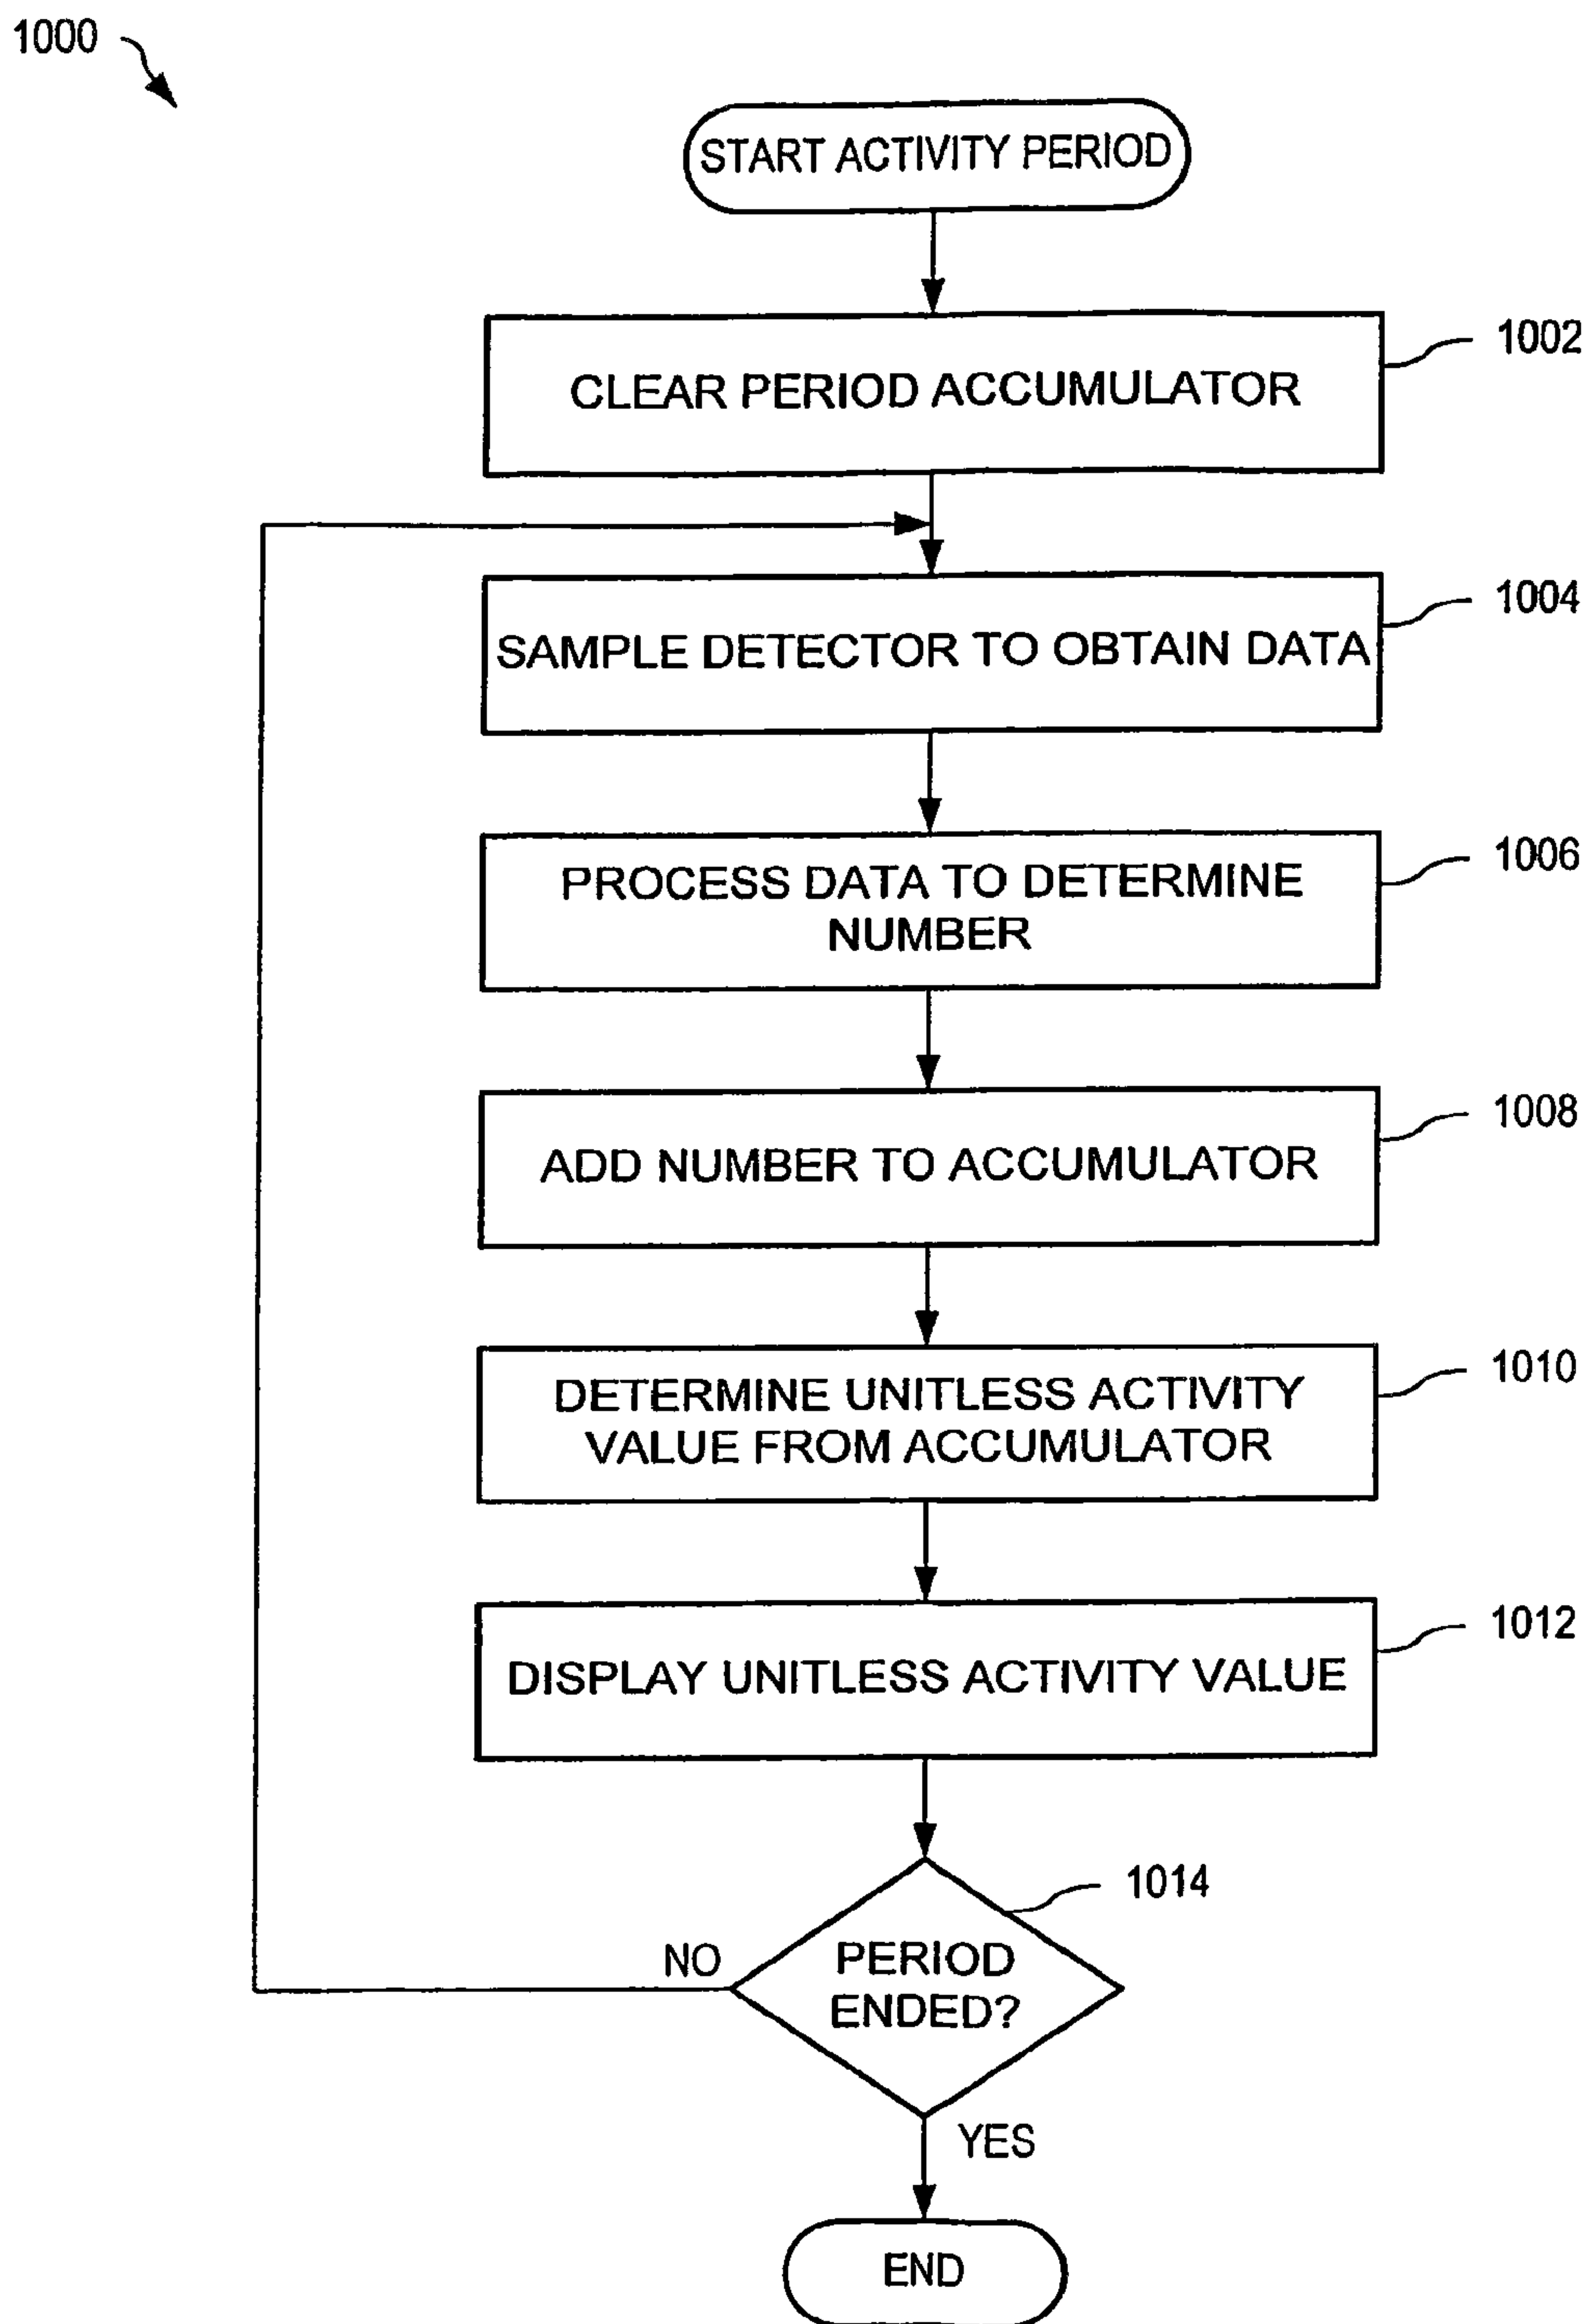 1000
START ACTIVITY PERIOD
1002
CLEAR PERIOD ACCUMULATOR
1004
SAMPLE DETECTOR TO OBTAIN DATA
1006
PROCESS DATA TO DETERMINE
NUMBER
1008
ADD NUMBER TO ACCUMULATOR
1010
DETERMINE UNITLESS ACTIVITY
VALUE FROM ACCUMULATOR
1012
DISPLAY UNITLESS ACTIVITY VALUE
1014
NO
PERIOD
ENDED?
YES
END